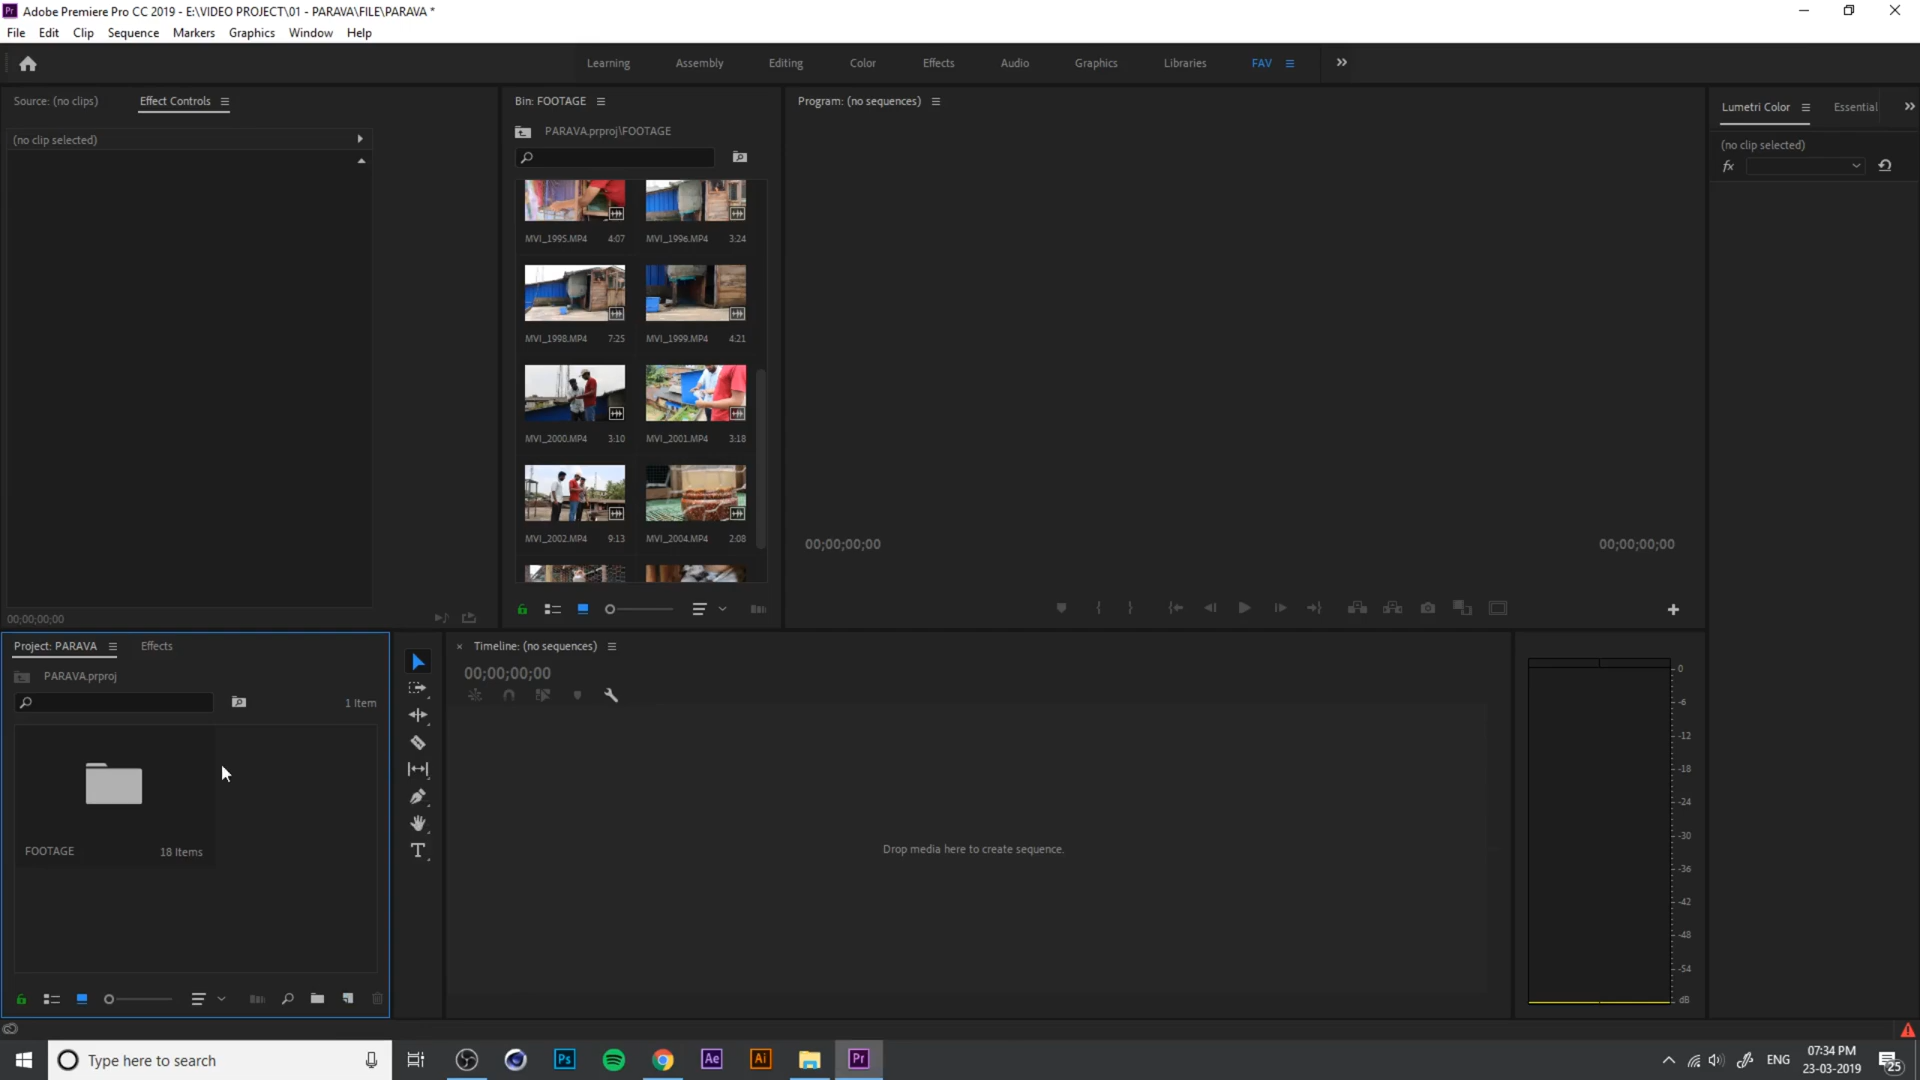 Pr Adobe Premiere Pro CC 2019 - E:\VIDEO PROJECT\01 - PARAVA\FILE\PARAVA *
File Edit Clip Sequence Markers Graphics Window Help
Learning Assembly Editing Color Effects Audio Graphics Libraries FAV
Source: (no clips) Effect Controls
(no clip selected)
00;00;00;00
Bin: FOOTAGE
PARAVA.prproj\FOOTAGE
MVI_1995.MP4 4:07 MVI_1996.MP4 3:24
MVI_1998.MP4 7:25 MVI_1999.MP4 4:21
MVI_2000.MP4 3:10 MVI_2001.MP4 3:18
MVI_2002.MP4 9:13 MVI_2004.MP4 2:08
Program: (no sequences)
00;00;00;00 00;00;00;00
Lumetri Color Essential
(no clip selected)
fx
Project: PARAVA Effects
PARAVA.prproj
1 Item
FOOTAGE 18 Items
Timeline: (no sequences)
00;00;00;00
Drop media here to create sequence.
0
-6
-12
-18
-24
-30
-36
-42
-48
-54
dB
Type here to search
Ps
Ae
Ai
Pr
ENG
07:34 PM
23-03-2019
25